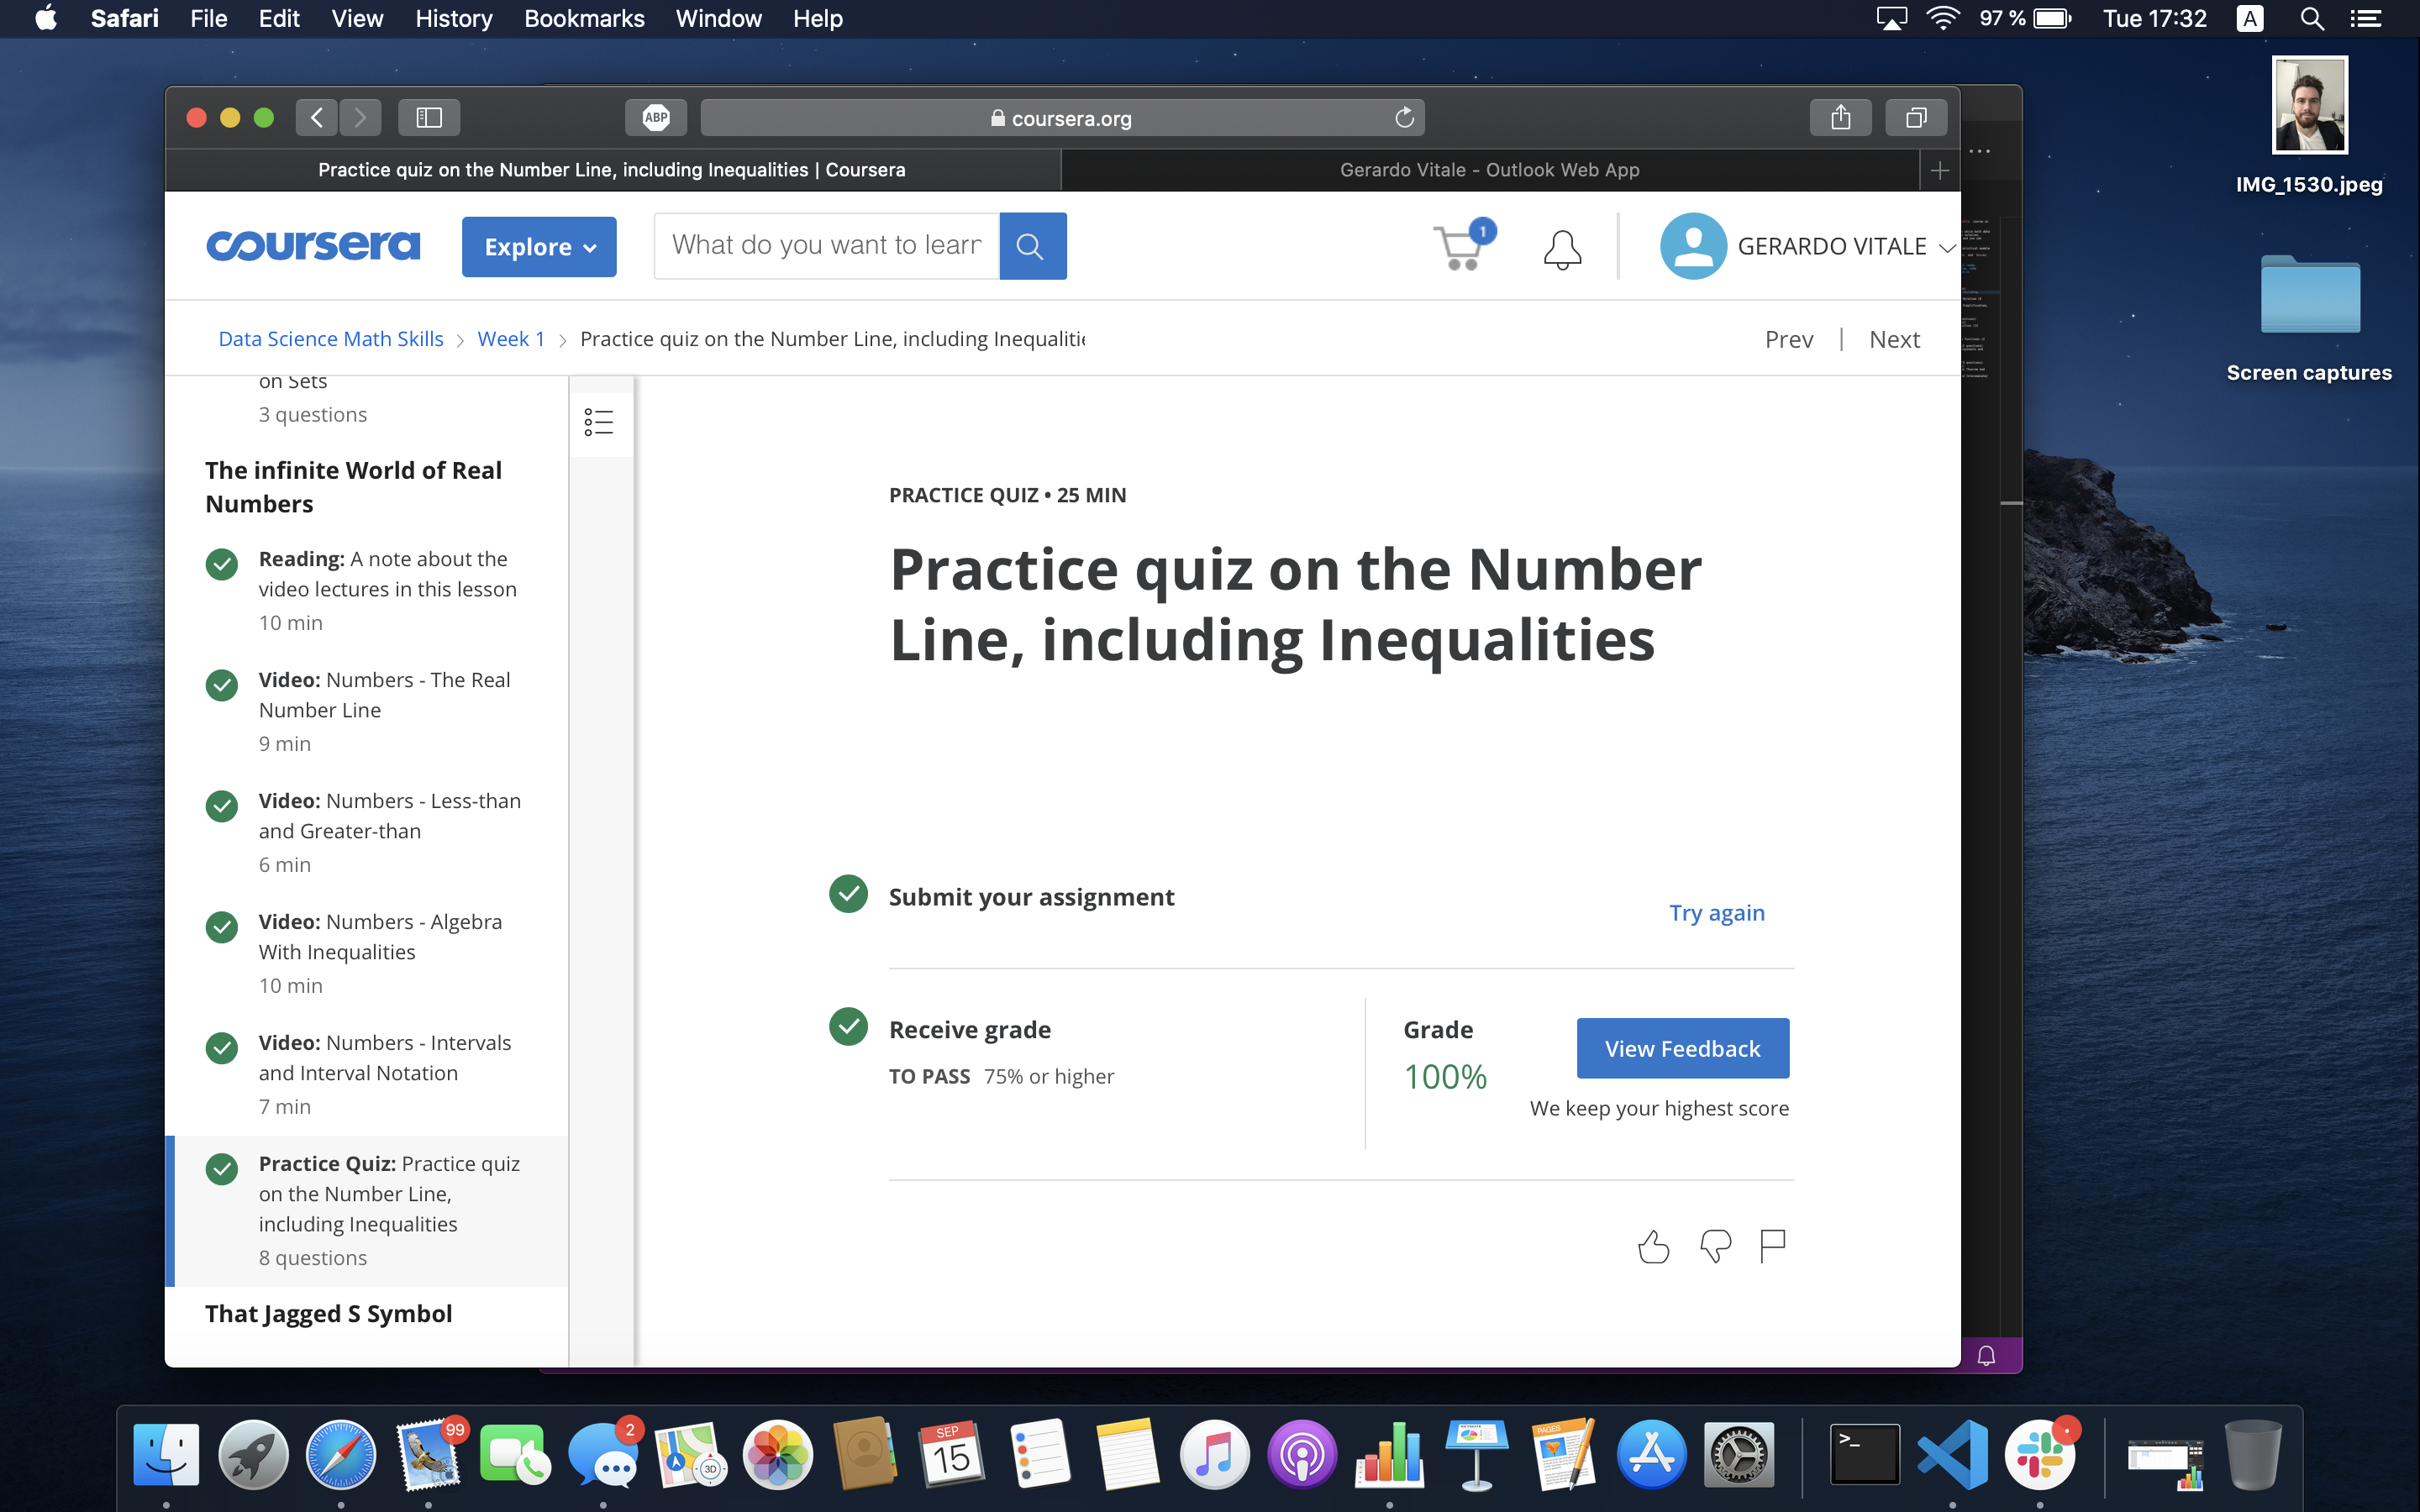 Safari File Edit View History Bookmarks Window Help
97 % Tue 17:32 A
IMG_1530.jpeg
Screen captures
ABP
coursera.org
Practice quiz on the Number Line, including Inequalities | Coursera
Gerardo Vitale - Outlook Web App
coursera
Explore
What do you want to learn
1
GERARDO VITALE
Data Science Math Skills
Week 1
Practice quiz on the Number Line, including Inequalitie
Prev | Next
on Sets
3 questions
The infinite World of Real
Numbers
Reading: A note about the
video lectures in this lesson
10 min
Video: Numbers - The Real
Number Line
9 min
Video: Numbers - Less-than
and Greater-than
6 min
Video: Numbers - Algebra
With Inequalities
10 min
Video: Numbers - Intervals
and Interval Notation
7 min
Practice Quiz: Practice quiz
on the Number Line,
including Inequalities
8 questions
That Jagged S Symbol
PRACTICE QUIZ • 25 MIN
Practice quiz on the Number
Line, including Inequalities
Submit your assignment
Try again
Receive grade
TO PASS 75% or higher
Grade
100%
View Feedback
We keep your highest score
99
2
3D
SEP
15
PAGES
>_